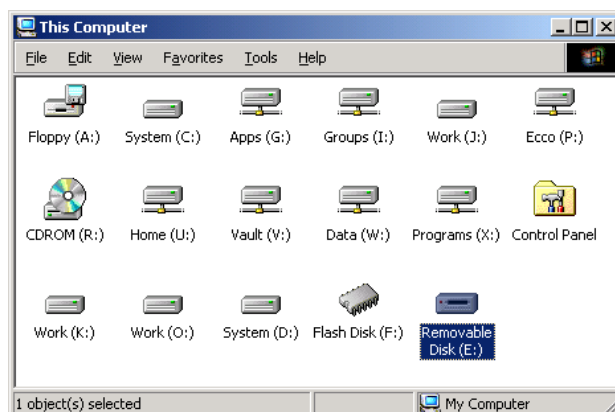 This Computer
File Edit View Favorites Tools Help
Floppy (A:) System (C:) Apps (G:) Groups (I:) Work (J:) Ecco (P:)
CDROM (R:) Home (U:) Vault (V:) Data (W:) Programs (X:) Control Panel
Work (K:) Work (O:) System (D:) Flash Disk (F:) Removable
Disk (E:)
1 object(s) selected My Computer